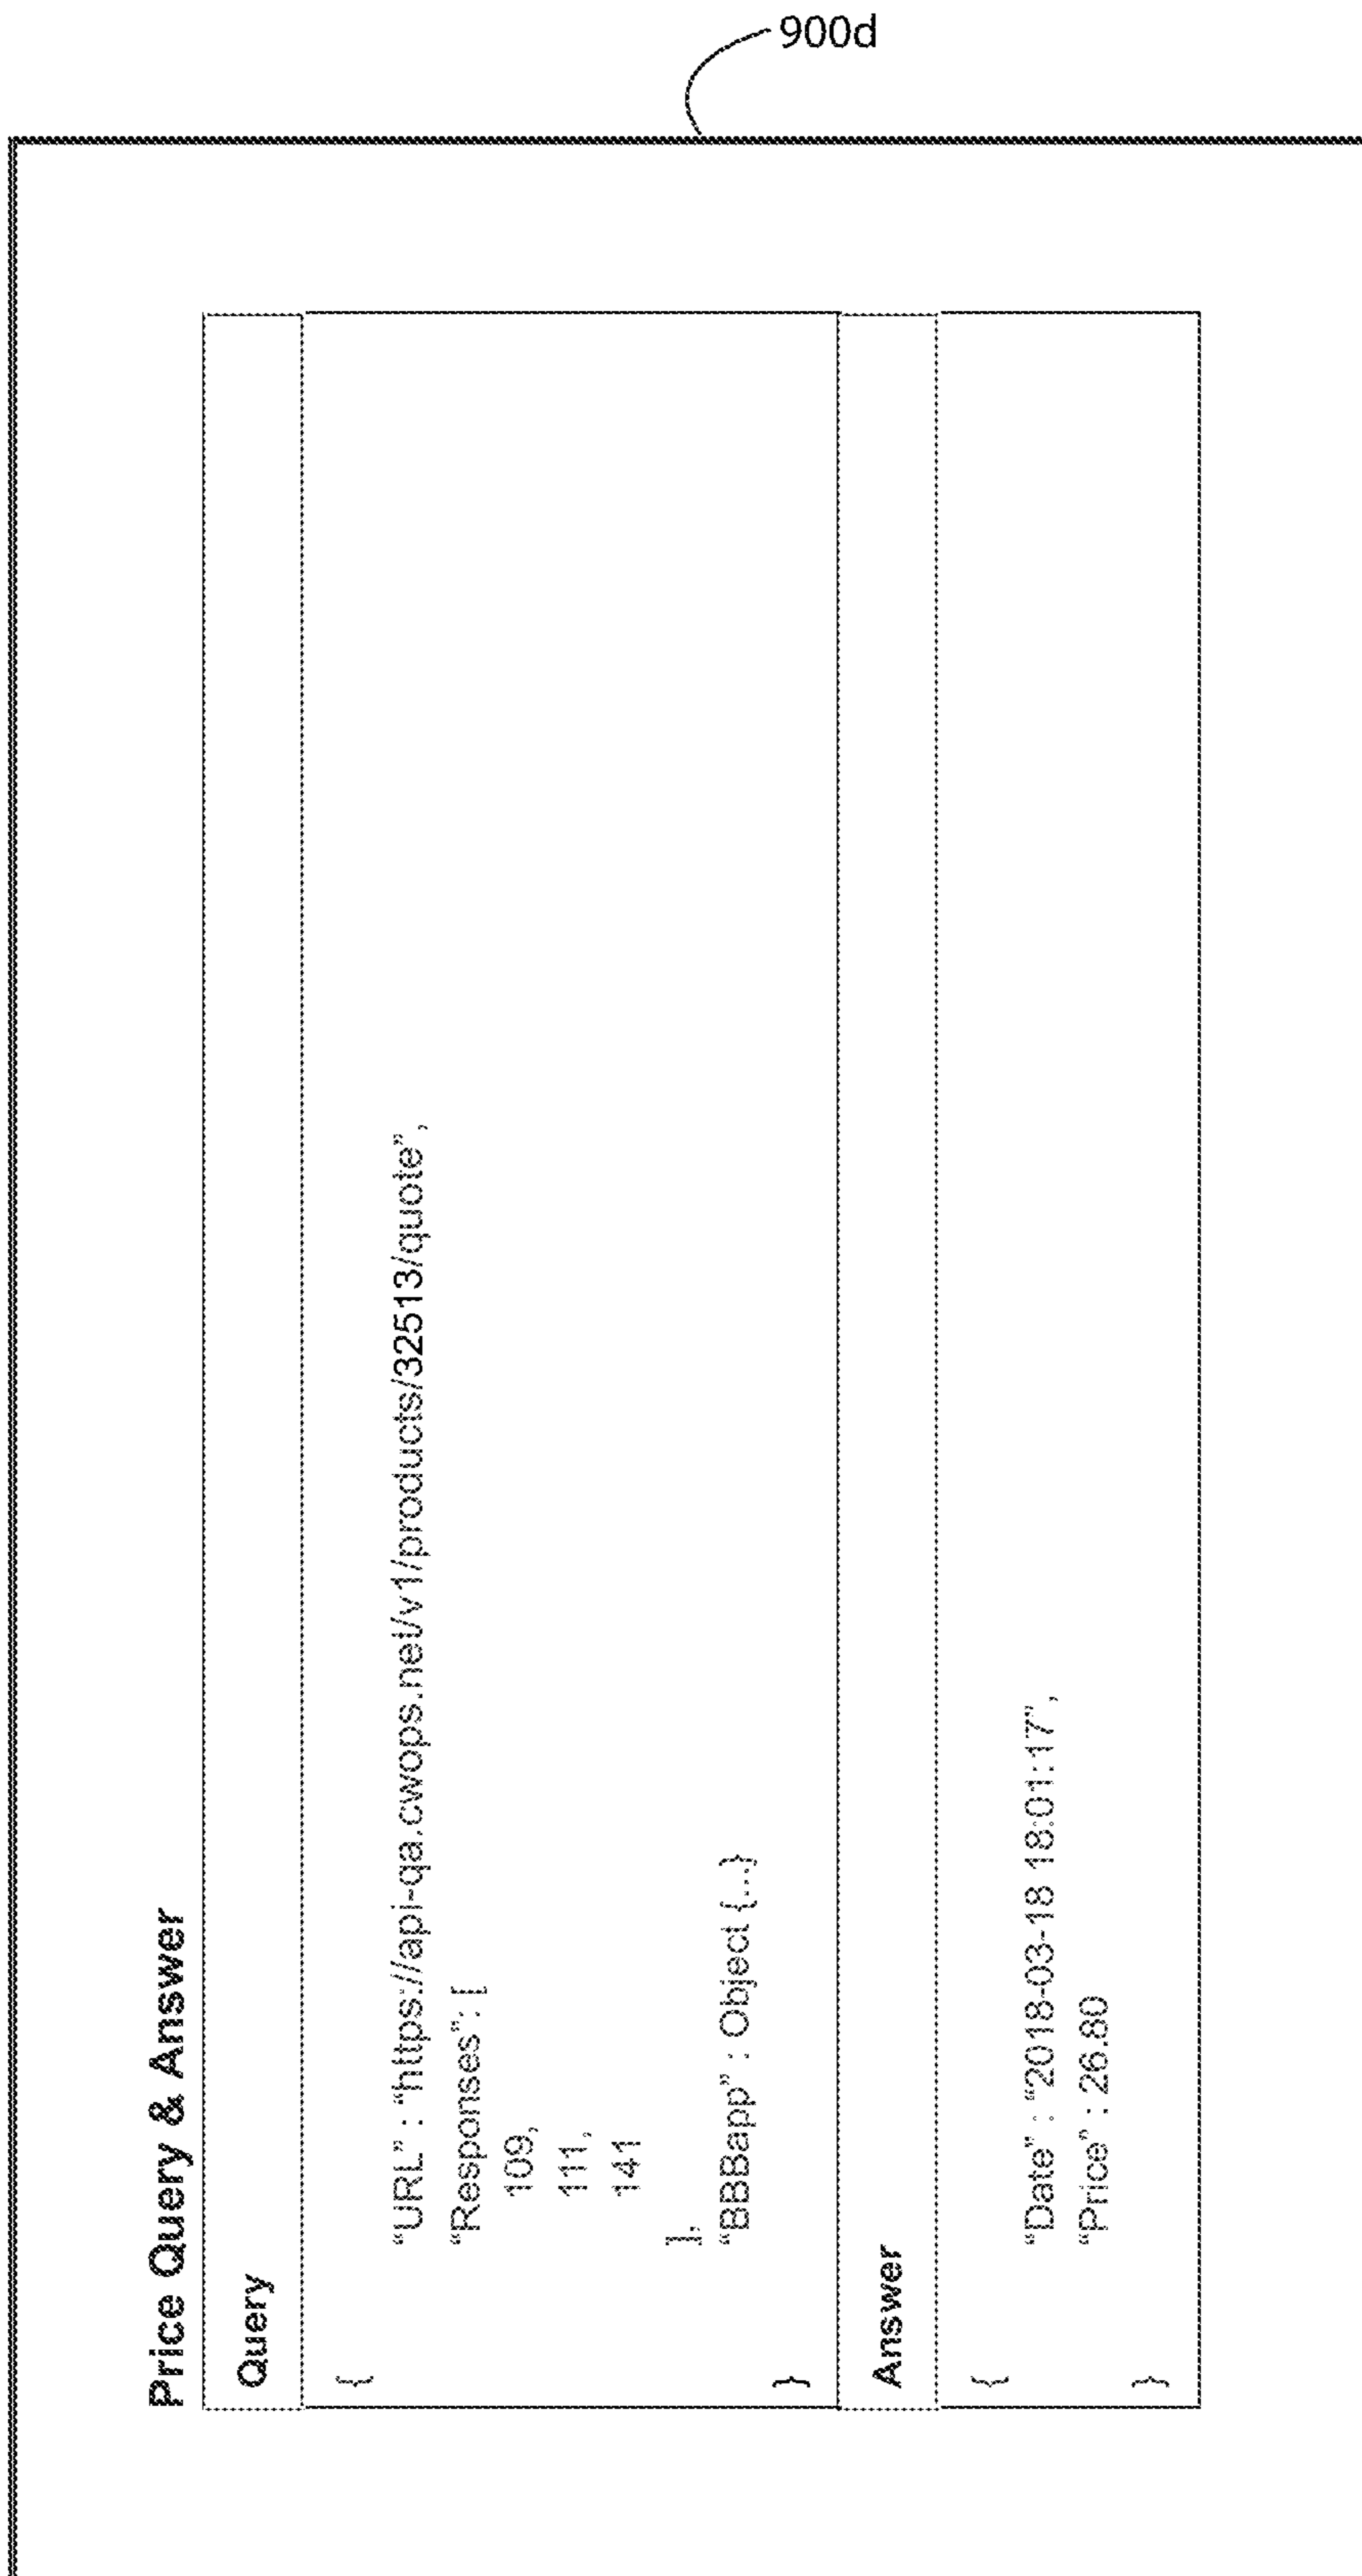 900d
Price Query & Answer
Query
{
“URL” : “https://api-qa.cwops.net/v1/products/32513/quote”,
“Responses”: [
109,
111,
141
],
“BBBapp” : Object {...}
}
Answer
{
“Date” : “2018-03-18 18:01:17”,
“Price” : 26.80
}